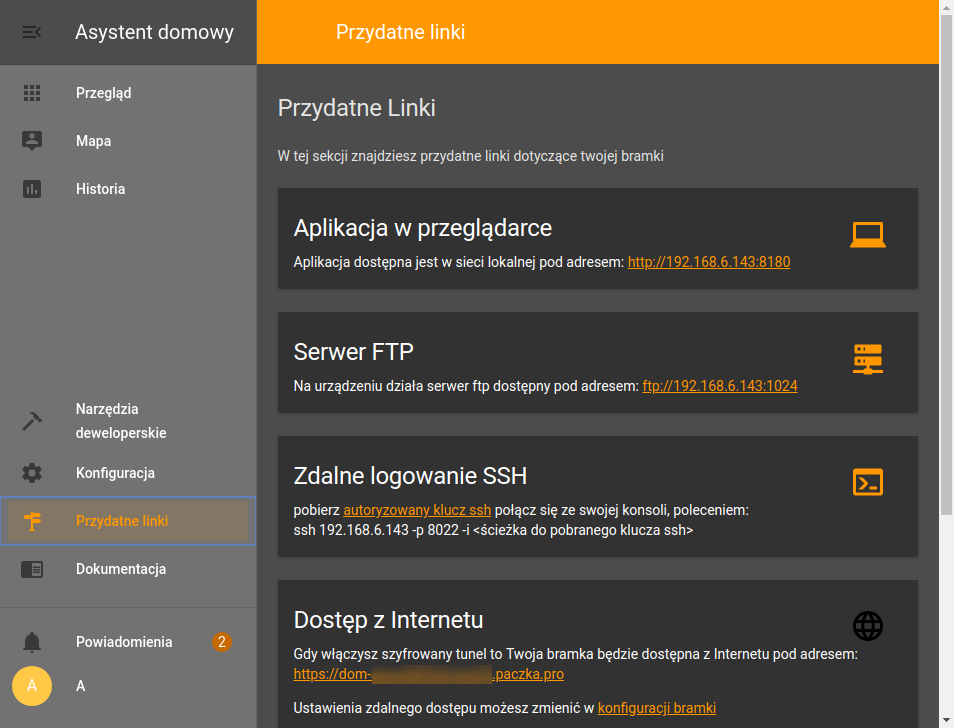 Asystent domowy
Przydatne linki
Przegląd
Mapa
Historia
Narzędzia
deweloperskie
Konfiguracja
Przydatne linki
Dokumentacja
Powiadomienia 2
A A
Przydatne Linki
W tej sekcji znajdziesz przydatne linki dotyczące twojej bramki
Aplikacja w przeglądarce
Aplikacja dostępna jest w sieci lokalnej pod adresem: http://192.168.6.143:8180
Serwer FTP
Na urządzeniu działa serwer ftp dostępny pod adresem: ftp://192.168.6.143:1024
Zdalne logowanie SSH
pobierz autoryzowany klucz ssh połącz się ze swojej konsoli, poleceniem:
ssh 192.168.6.143 -p 8022 -i <ścieżka do pobranego klucza ssh>
Dostęp z Internetu
Gdy włączysz szyfrowany tunel to Twoja bramka będzie dostępna z Internetu pod adresem:
https://dom- .paczka.pro
Ustawienia zdalnego dostępu możesz zmienić w konfiguracji bramki